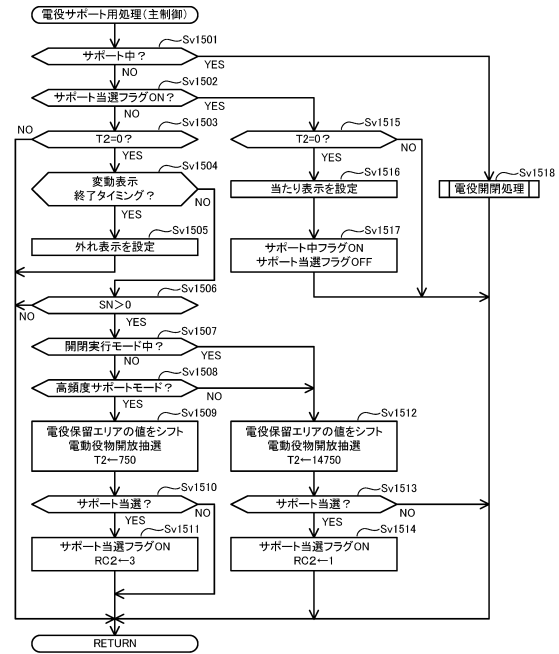 電役サポート用処理(主制御)
Sv1501
サポート中？
YES
NO
Sv1502
サポート当選フラグON？
YES
NO
Sv1503
NO
T2=0？
YES
Sv1515
T2=0？
NO
YES
Sv1504
変動表示
終了タイミング？
NO
YES
Sv1516
当たり表示を設定
Sv1518
電役開閉処理
Sv1505
外れ表示を設定
Sv1517
サポート中フラグON
サポート当選フラグOFF
Sv1506
SN＞0
NO
YES
Sv1507
開閉実行モード中？
YES
NO
Sv1508
高頻度サポートモード？
NO
YES
Sv1509
電役保留エリアの値をシフト
電動役物開放抽選
T2←750
Sv1512
電役保留エリアの値をシフト
電動役物開放抽選
T2←14750
Sv1510
サポート当選？
NO
YES
Sv1513
サポート当選？
NO
YES
Sv1511
サポート当選フラグON
RC2←3
Sv1514
サポート当選フラグON
RC2←1
RETURN